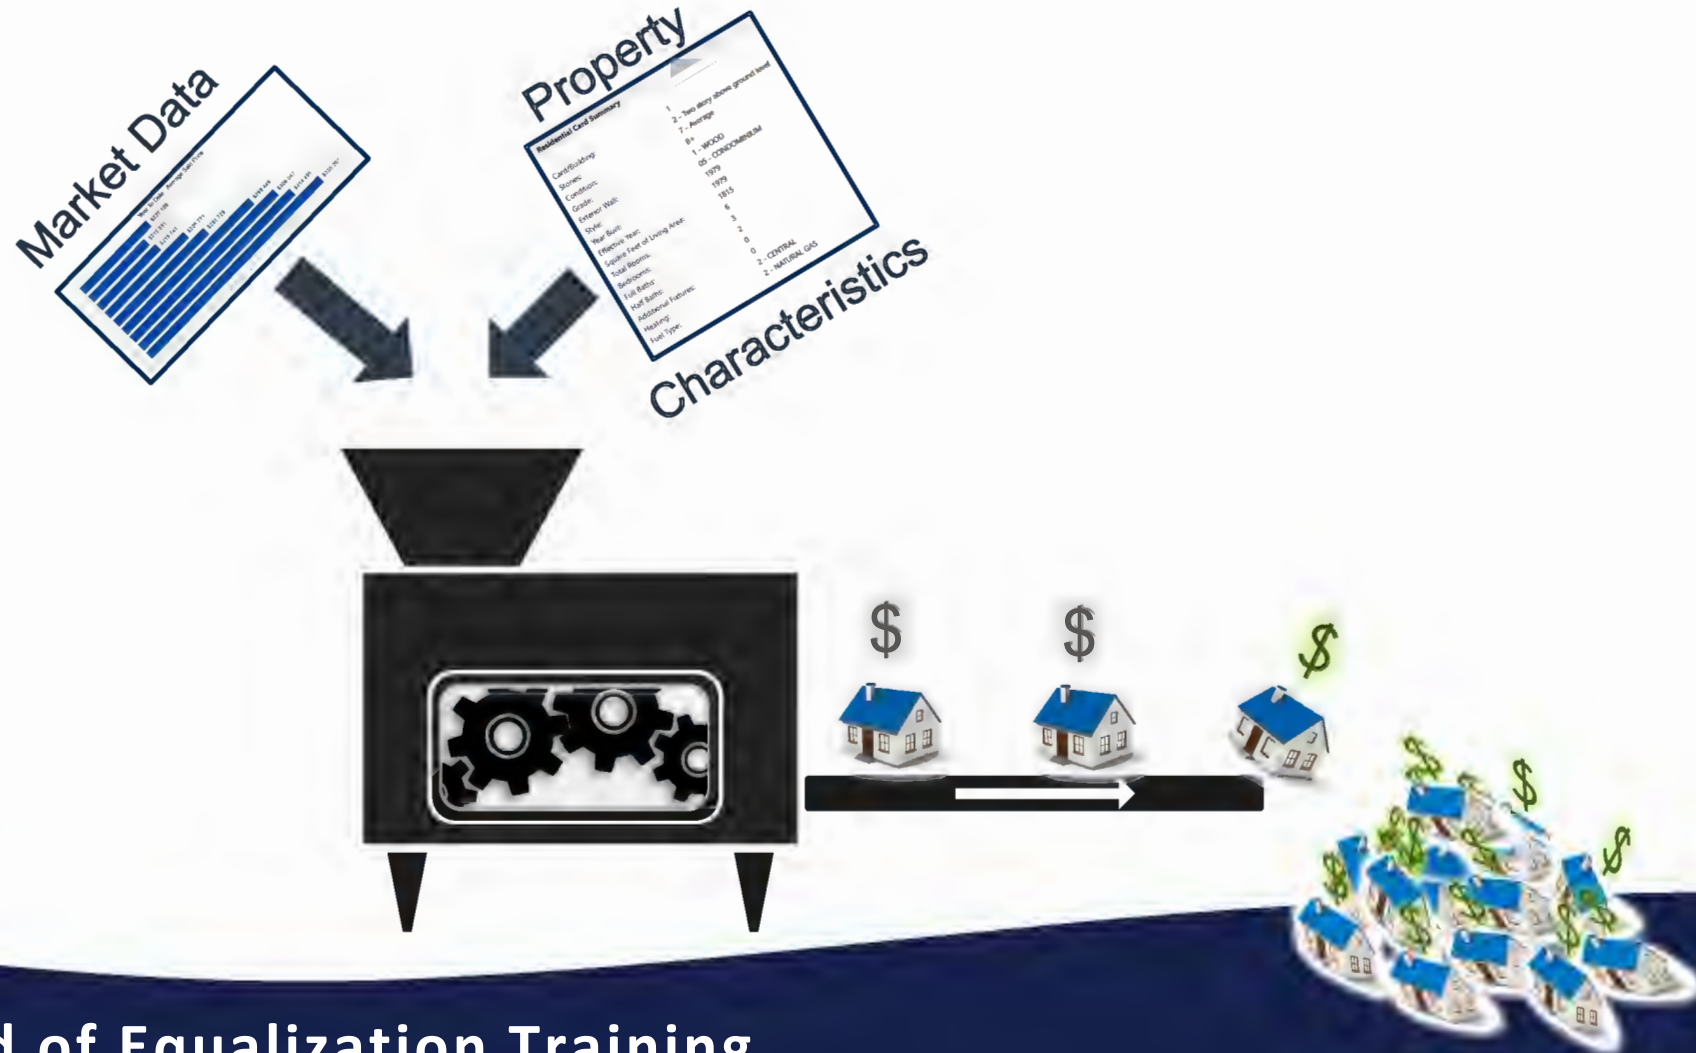 Market Data
Property
Characteristics
Residential Card Summary
Card/Building: 1
Stories: 2 - Two story above ground level
Condition: 7 - Average
Grade: B+
Exterior Wall: 1 - WOOD
Style: 05 - CONDOMINIUM
Year Built: 1979
Effective Year: 1979
Square Feet of Living Area: 1815
Total Rooms: 6
Bedrooms: 3
Full Baths: 2
Half Baths: 0
Additional Fixtures: 0
Heating: 2 - CENTRAL
Fuel Type: 2 - NATURAL GAS
$
$
$
d of Equalization Training